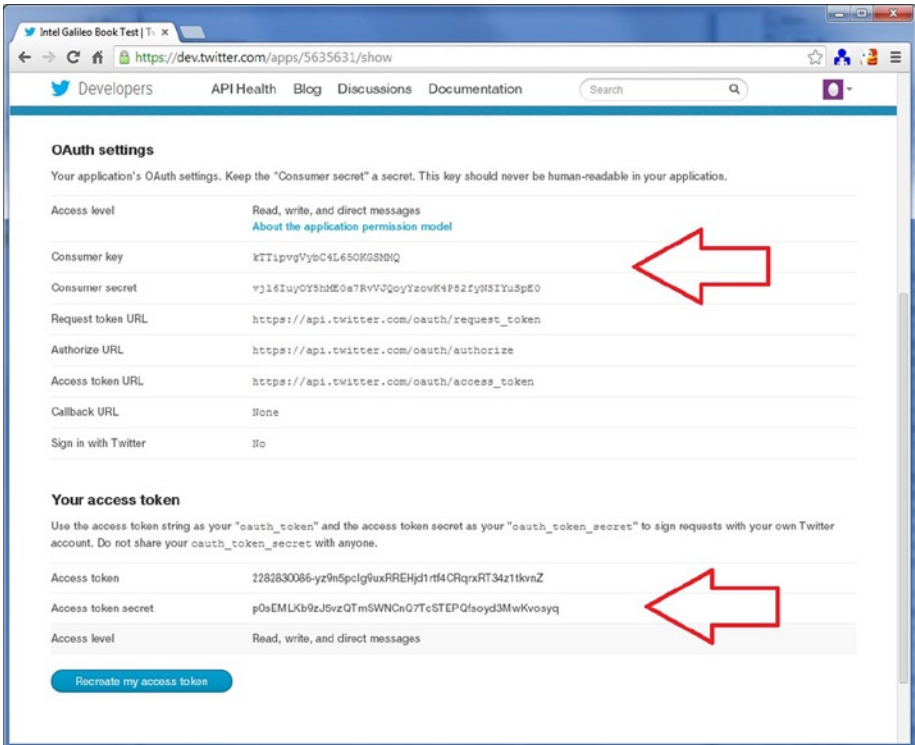 Intel Galileo Book Test | Tw
https://dev.twitter.com/apps/5635631/show
Developers API Health Blog Discussions Documentation Search
OAuth settings
Your application's OAuth settings. Keep the "Consumer secret" a secret. This key should never be human-readable in your application.
Access level Read, write, and direct messages
About the application permission model
Consumer key
Consumer secret
Request token URL https://api.twitter.com/oauth/request_token
Authorize URL https://api.twitter.com/oauth/authorize
Access token URL https://api.twitter.com/oauth/access_token
Callback URL None
Sign in with Twitter No
Your access token
Use the access token string as your "oauth_token" and the access token secret as your "oauth_token_secret" to sign requests with your own Twitter
account. Do not share your oauth_token_secret with anyone.
Access token
Access token secret
Access level Read, write, and direct messages
Recreate my access token